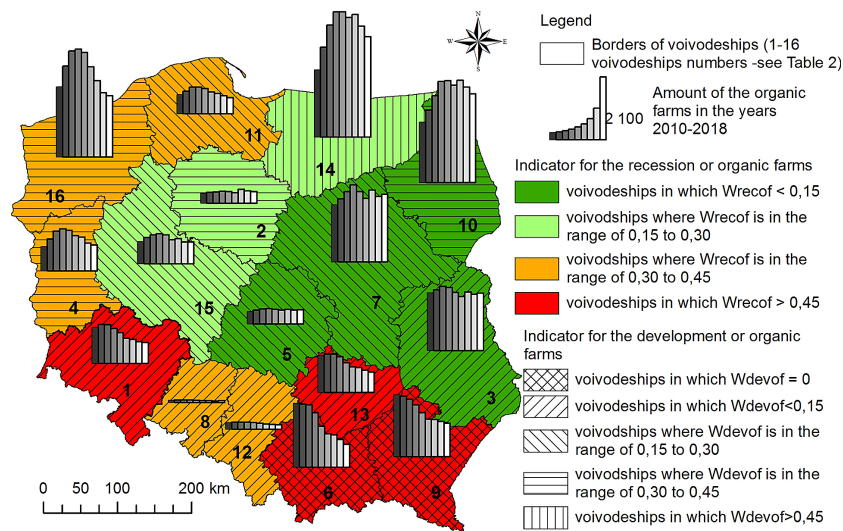 N
W
E
S
Legend
Borders of voivodeships (1-16
voivodeships numbers -see Table 2)
2 100
Amount of the organic
farms in the years
2010-2018
Indicator for the recession or organic farms
voivodeships in which Wrecof < 0,15
voivodships where Wrecof is in the
range of 0,15 to 0,30
voivodeships where Wrecof is in the
range of 0,30 to 0,45
voivodeships in which Wrecof > 0,45
Indicator for the development or organic
farms
voivodeships in which Wdevof = 0
voivodeships in which Wdevof<0,15
voivodeships where Wdevof is in the
range of 0,15 to 0,30
voivodships where Wdevof is in the
range of 0,30 to 0,45
voivodeships in which Wdevof>0,45
11
14
16
2
10
4
15
7
1
5
3
8
13
12
6
9
0 50 100 200 km